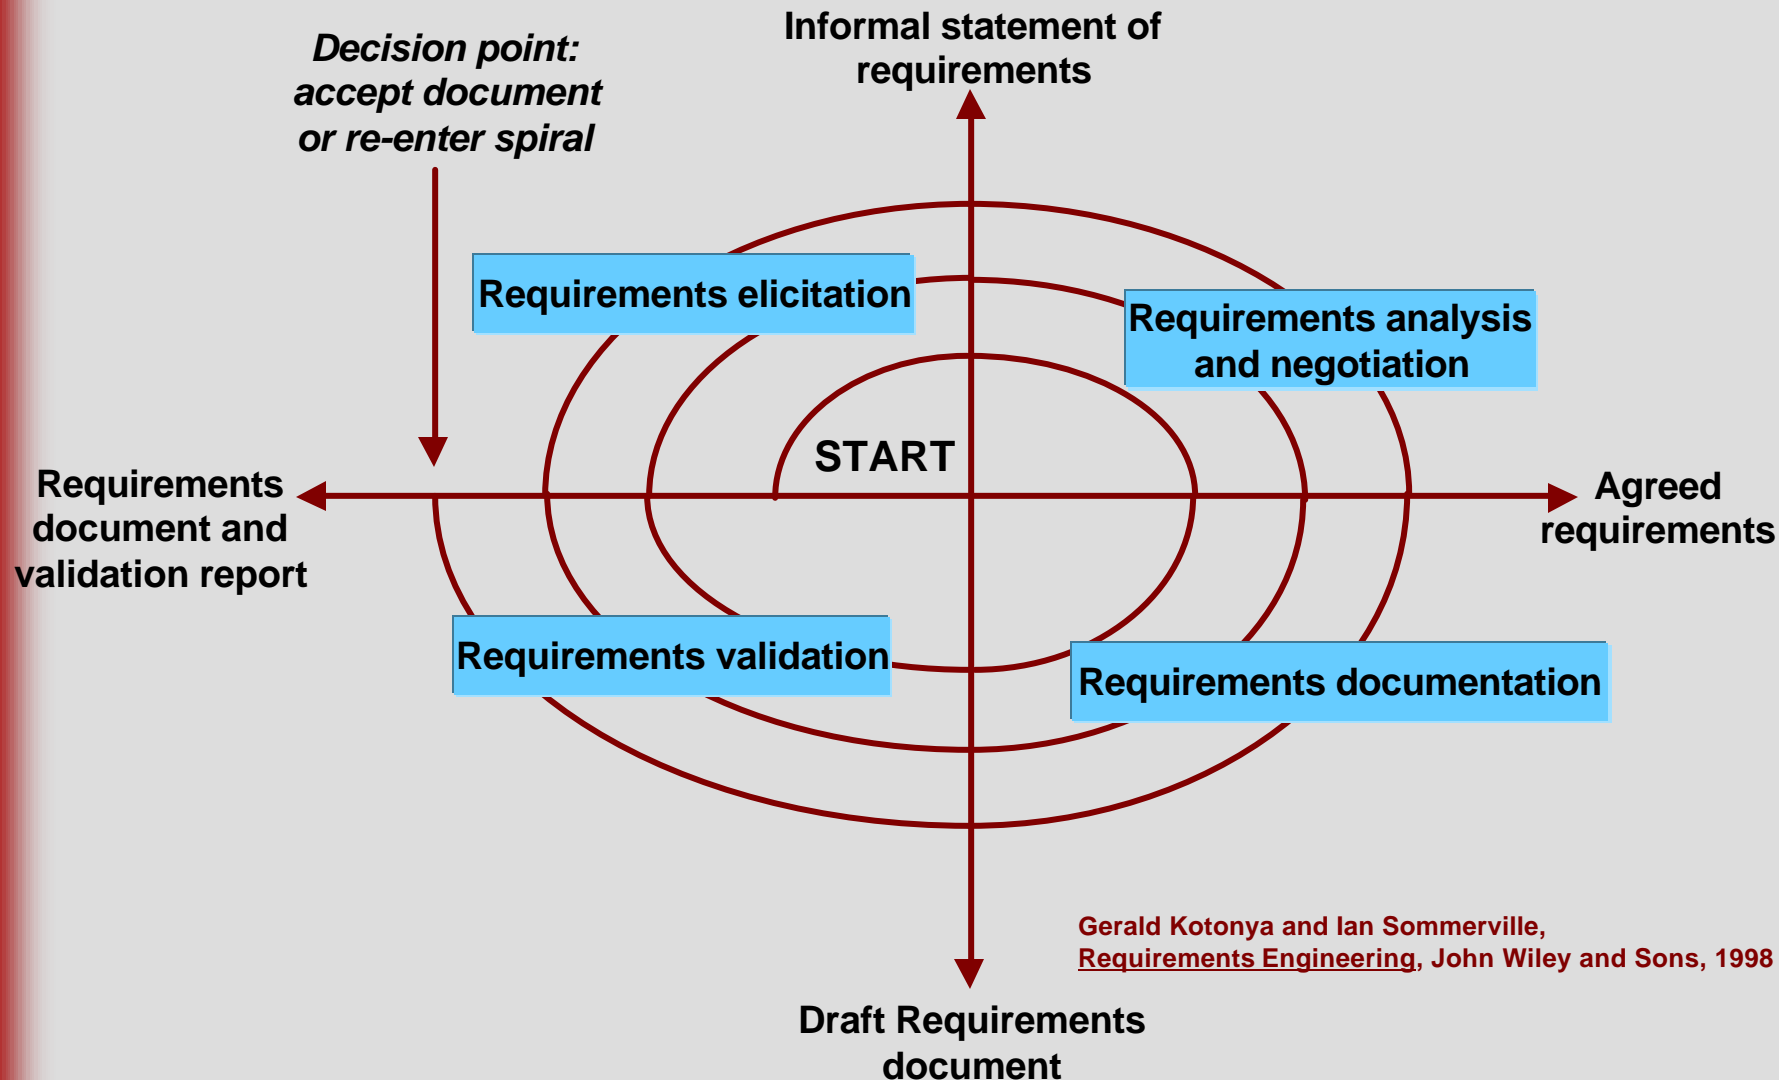 Informal statement of
requirements
Decision point:
accept document
or re-enter spiral
Requirements elicitation
Requirements analysis
and negotiation
START
Requirements
document and
validation report
Agreed
requirements
Requirements validation
Requirements documentation
Gerald Kotonya and Ian Sommerville,
Requirements Engineering, John Wiley and Sons, 1998
Draft Requirements
document